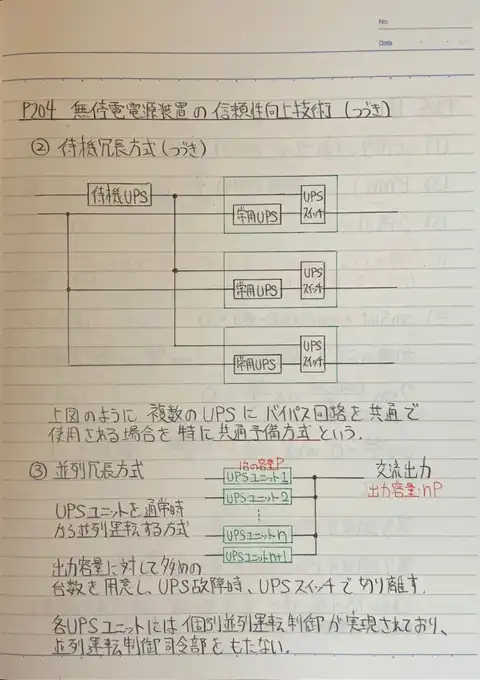 No.
Date
P204 無停電電源装置の信頼性向上技術(つづき)
② 待機冗長方式(つづき)
待機UPS
UPS
スイッチ
常用UPS
UPS
スイッチ
常用UPS
UPS
スイッチ
常用UPS
上図のように 複数のUPSに バイパス回路を共通で
使用される場合を特に共通予備方式という.
③ 並列冗長方式
1台の容量P
UPSユニット1
交流出力
UPSユニット2
出力容量:nP
UPSユニットを通常時
から並列運転する方式
UPSユニットn
UPSユニットn+1
出力容量に対して多めの
台数を用意し、UPS故障時、UPSスイッチで切り離す.
各UPSユニットには個別並列運転制御が実現されており、
並列運転制御司令部をもたない.